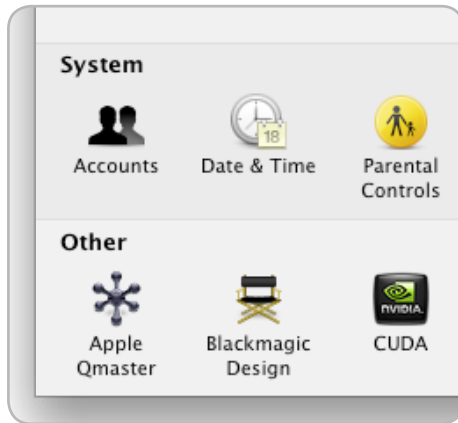 System
Accounts
Date & Time
18
Parental
Controls
Other
Apple
Qmaster
Blackmagic
Design
NVIDIA.
CUDA